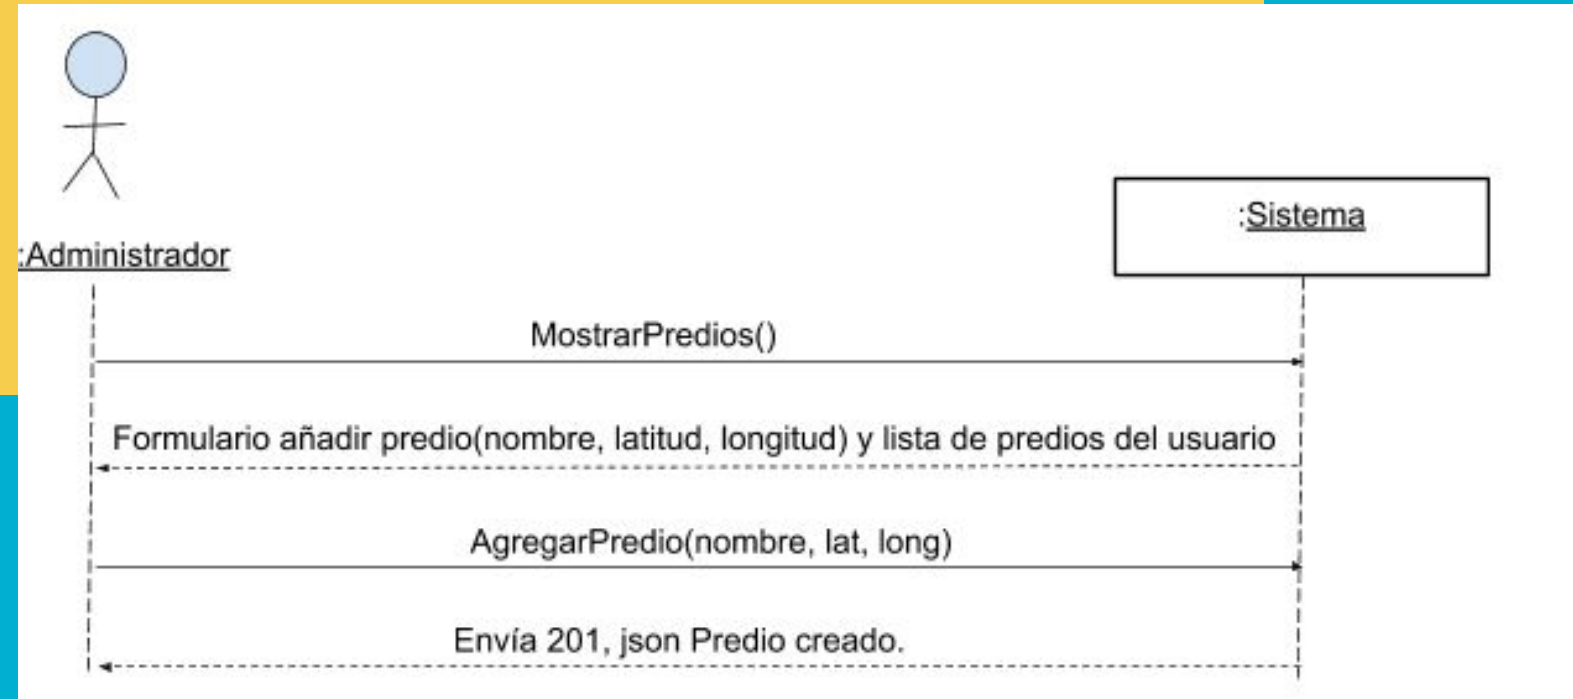 :Administrador
:Sistema
MostrarPredios()
Formulario añadir predio(nombre, latitud, longitud) y lista de predios del usuario
AgregarPredio(nombre, lat, long)
Envía 201, json Predio creado.